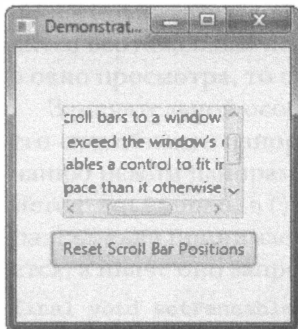 Demonstrat...
croll bars to a window
exceed the window's
ables a control to fit in
pace than it otherwise
Reset Scroll Bar Positions